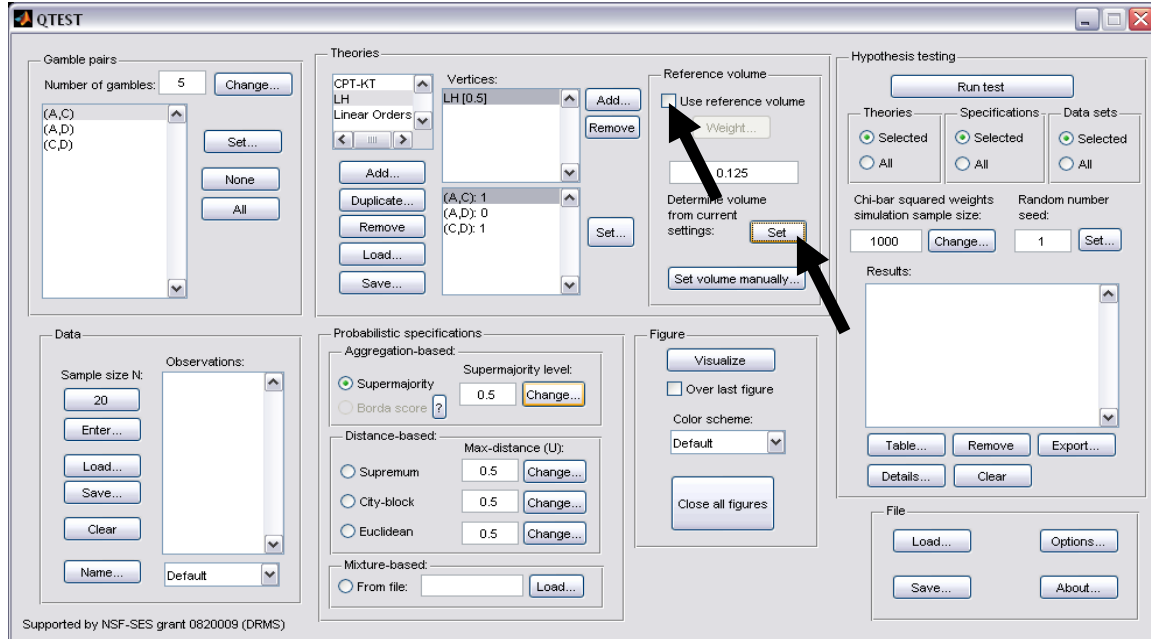 QTEST
Gamble pairs
Number of gambles: 5 Change...
(A,C)
(A,D)
(C,D)
Set...
None
All
Theories
CPT-KT
LH
Linear Orders
Add...
Duplicate...
Remove
Load...
Save...
Vertices:
LH [0.5]
Add...
Remove
(A,C): 1
(A,D): 0
(C,D): 1
Set...
Reference volume
Use reference volume
Weight...
0.125
Determine volume
from current
settings: Set
Set volume manually...
Hypothesis testing
Run test
Theories
Selected
All
Specifications
Selected
All
Data sets
Selected
All
Chi-bar squared weights
simulation sample size:
1000 Change...
Random number
seed:
1 Set...
Results:
Table... Remove Export...
Details... Clear
Data
Sample size N:
20
Enter...
Load...
Save...
Clear
Name...
Observations:
Default
Probabilistic specifications
Aggregation-based:
Supermajority level:
Supermajority 0.5 Change...
Borda score ?
Distance-based:
Max-distance (U):
Supremum 0.5 Change...
City-block 0.5 Change...
Euclidean 0.5 Change...
Mixture-based:
From file: Load...
Figure
Visualize
Over last figure
Color scheme:
Default
Close all figures
File
Load... Options...
Save... About...
Supported by NSF-SES grant 0820009 (DRMS)